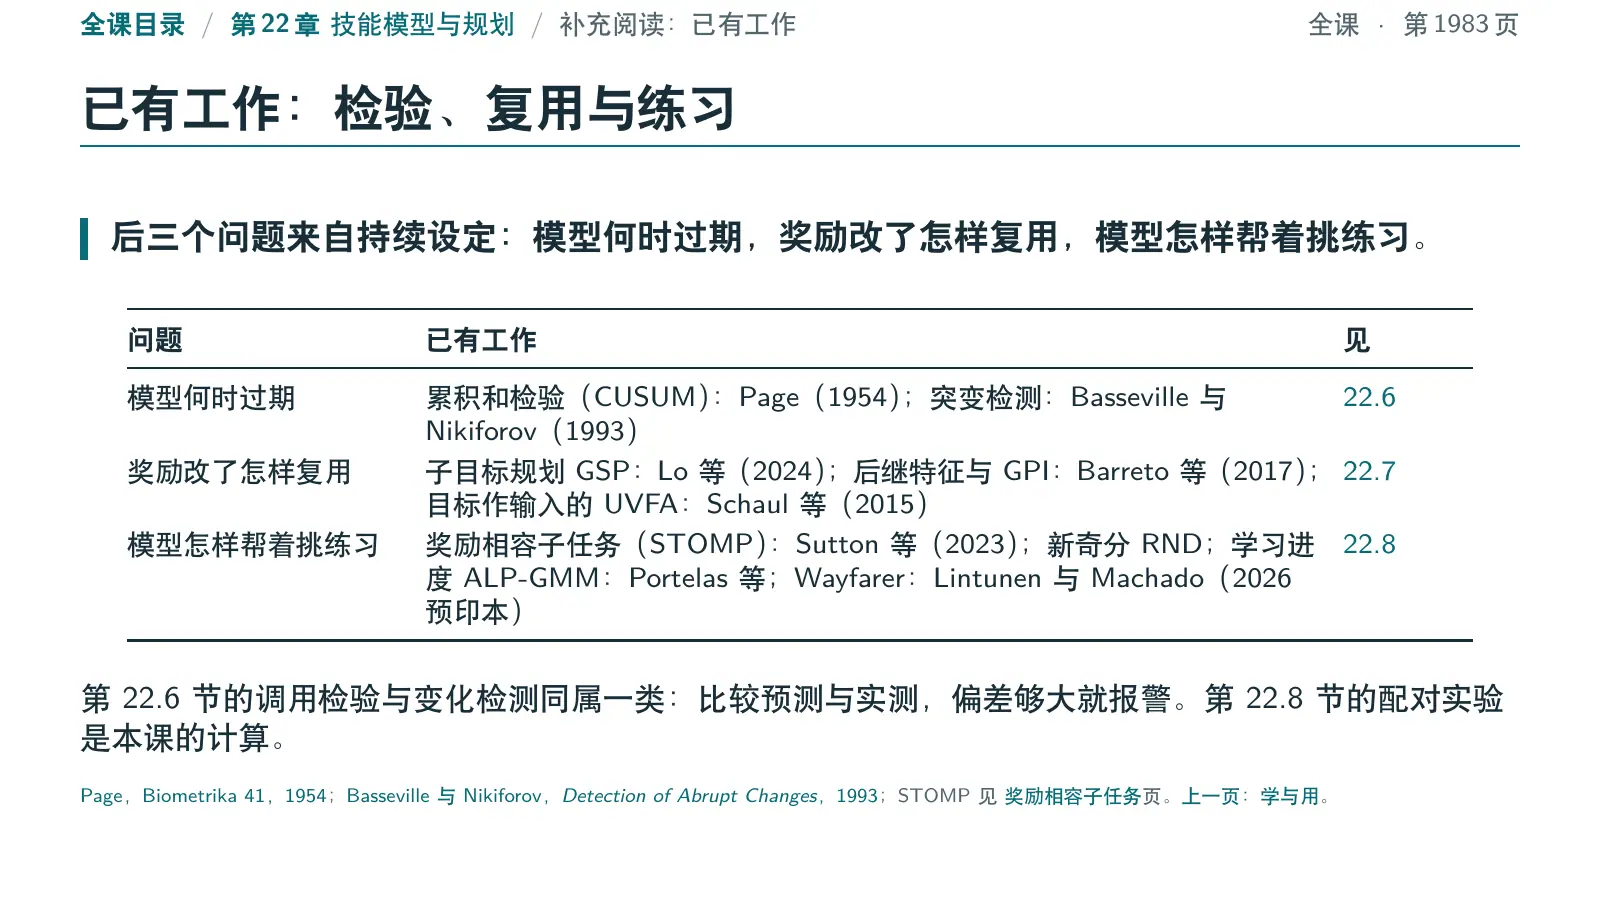 全课目录 / 第 22 章 技能模型与规划 / 补充阅读：已有工作
全课 · 第 1983 页
已有工作：检验、复用与练习
后三个问题来自持续设定：模型何时过期，奖励改了怎样复用，模型怎样帮着挑练习。
问题 已有工作 见
模型何时过期 累积和检验（CUSUM）：Page（1954）；突变检测：Basseville 与 22.6
Nikiforov（1993）
奖励改了怎样复用 子目标规划 GSP：Lo 等（2024）；后继特征与 GPI：Barreto 等（2017）； 22.7
目标作输入的 UVFA：Schaul 等（2015）
模型怎样帮着挑练习 奖励相容子任务（STOMP）：Sutton 等（2023）；新奇分 RND；学习进 22.8
度 ALP-GMM：Portelas 等；Wayfarer：Lintunen 与 Machado（2026
预印本）
第 22.6 节的调用检验与变化检测同属一类：比较预测与实测，偏差够大就报警。第 22.8 节的配对实验
是本课的计算。
Page，Biometrika 41，1954；Basseville 与 Nikiforov，Detection of Abrupt Changes，1993；STOMP 见 奖励相容子任务页。上一页：学与用。